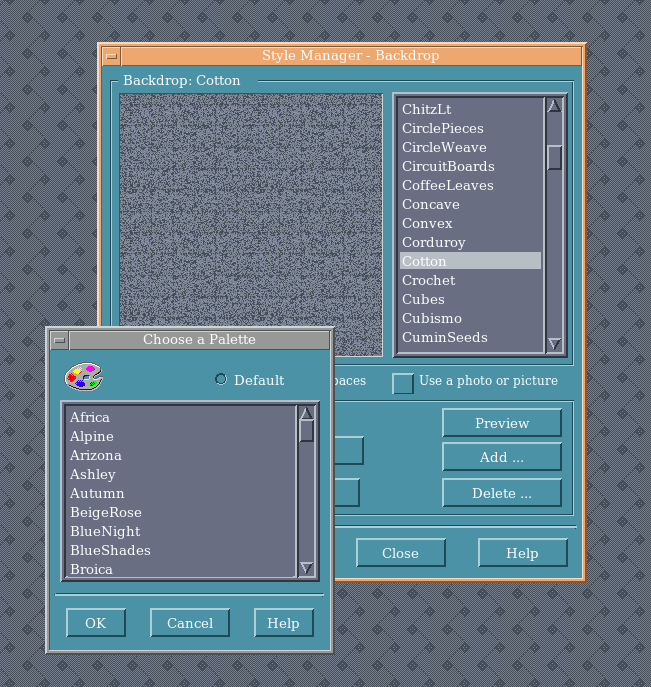 Style Manager - Backdrop
Backdrop: Cotton
ChitzLt
CirclePieces
CircleWeave
CircuitBoards
CoffeeLeaves
Concave
Convex
Corduroy
Cotton
Crochet
Cubes
Cubismo
CuminSeeds
Use a photo or picture
Preview
Add ...
Delete ...
Close
Help
Choose a Palette
Default
Africa
Alpine
Arizona
Ashley
Autumn
BeigeRose
BlueNight
BlueShades
Broica
OK
Cancel
Help